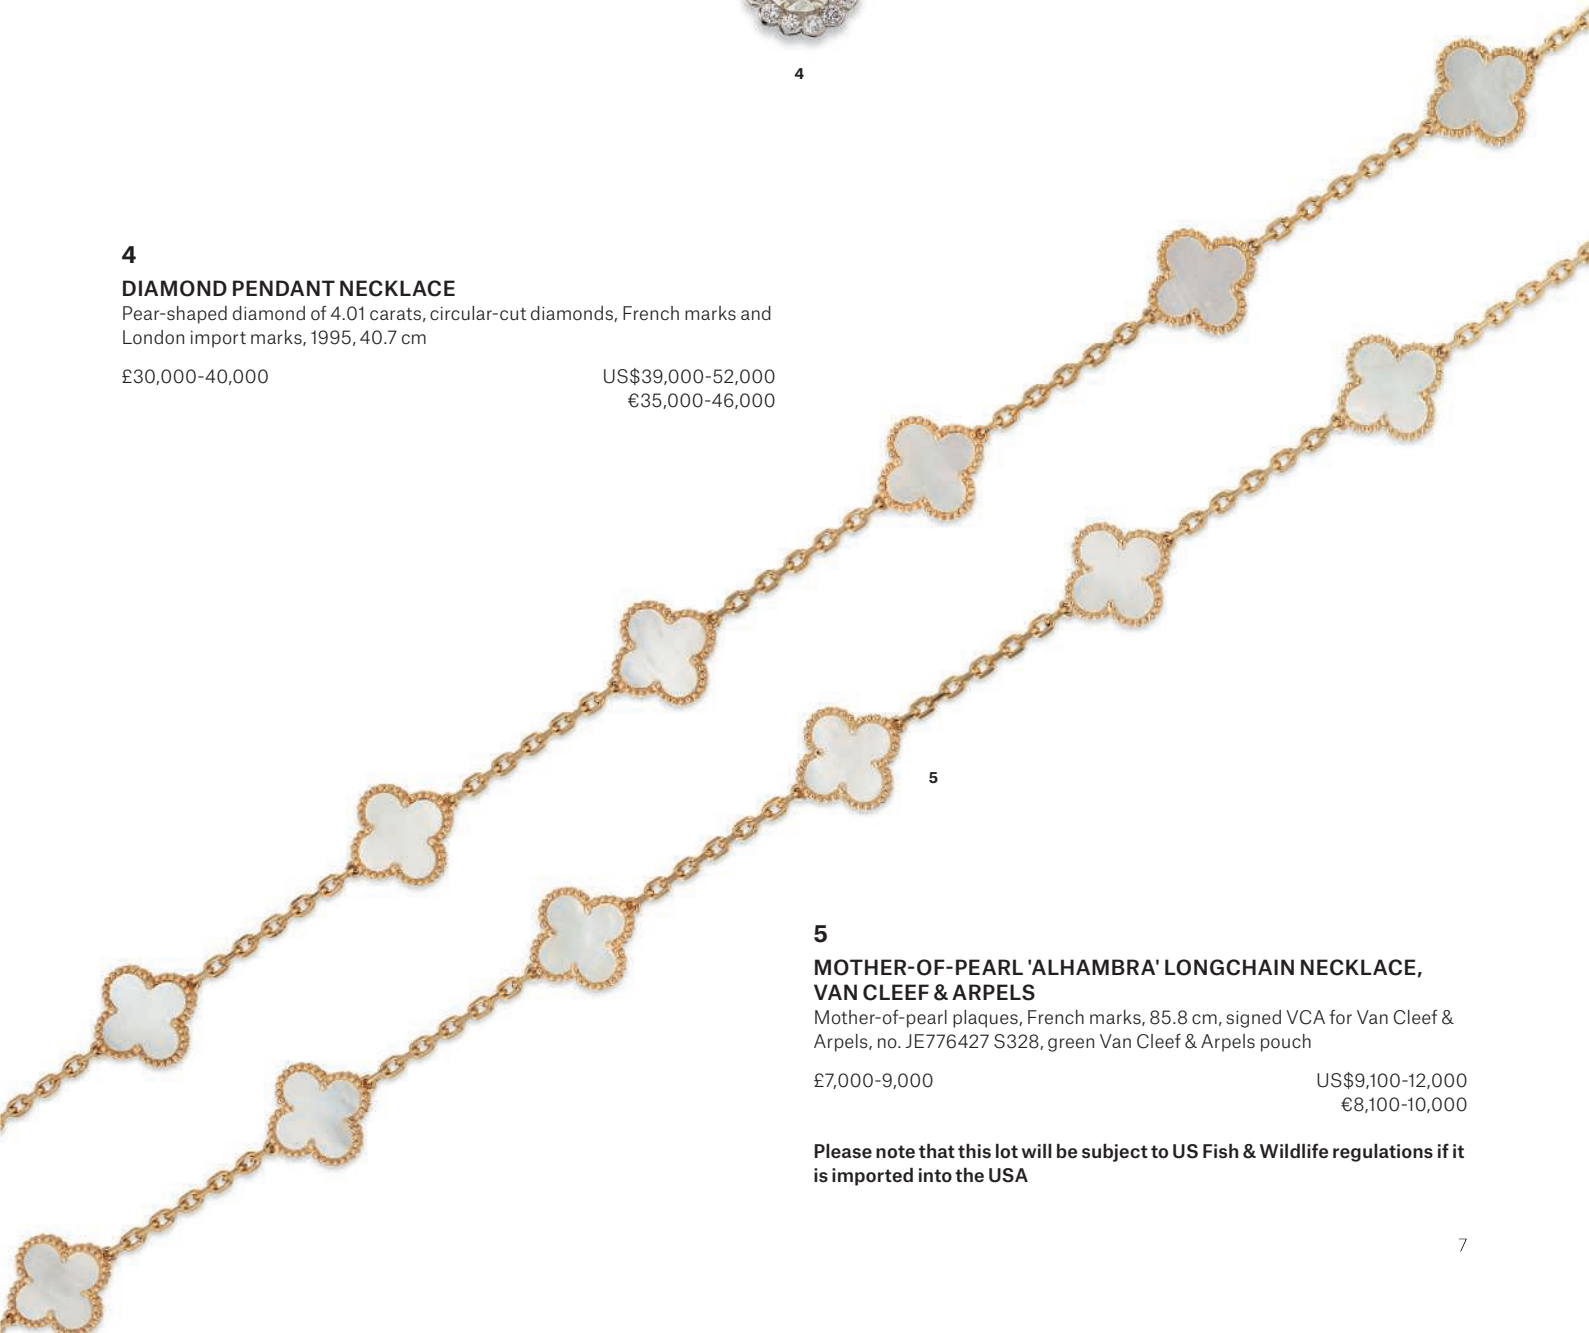 4
4
DIAMOND PENDANT NECKLACE
Pear-shaped diamond of 4.01 carats, circular-cut diamonds, French marks and
London import marks, 1995, 40.7 cm
£30,000-40,000 US$39,000-52,000
€35,000-46,000
5
5
MOTHER-OF-PEARL 'ALHAMBRA' LONGCHAIN NECKLACE,
VAN CLEEF & ARPELS
Mother-of-pearl plaques, French marks, 85.8 cm, signed VCA for Van Cleef &
Arpels, no. JE776427 S328, green Van Cleef & Arpels pouch
£7,000-9,000 US$9,100-12,000
€8,100-10,000
Please note that this lot will be subject to US Fish & Wildlife regulations if it
is imported into the USA
7